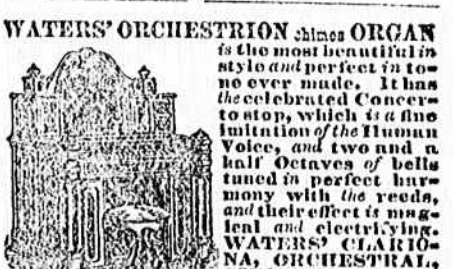 WATERS' ORCHESTRION chimes ORGAN
is the most beautiful in
style and perfect in to-
ne ever made. It has
the celebrated Concer-
to stop, which is a fine
imitation of the Human
Voice, and two and a
half Octaves of bells
tuned in perfect har-
mony with the reeds,
and their effect is mag-
ical and electrifying.
WATERS' CLARIO-
NA, ORCHESTRAL,